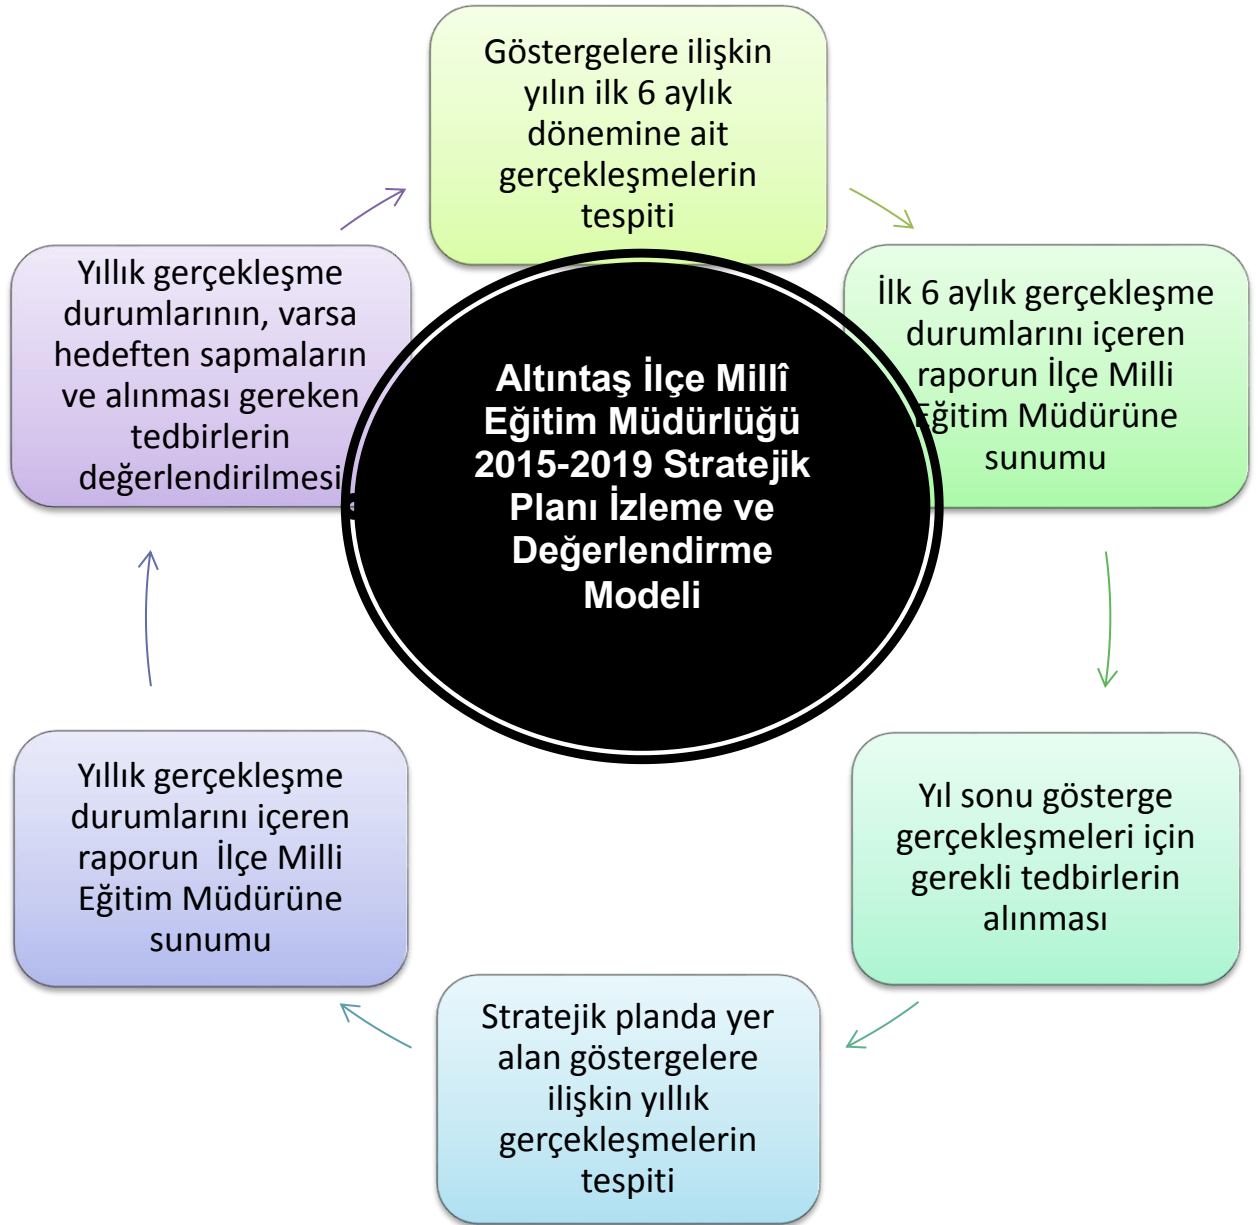 Göstergelere ilişkin
yılın ilk 6 aylık
dönemine ait
gerçekleşmelerin
tespiti
İlk 6 aylık gerçekleşme
durumlarını içeren
raporun İlçe Milli
Eğitim Müdürüne
sunumu
Yıl sonu gösterge
gerçekleşmeleri için
gerekli tedbirlerin
alınması
Stratejik planda yer
alan göstergelere
ilişkin yıllık
gerçekleşmelerin
tespiti
Yıllık gerçekleşme
durumlarını içeren
raporun İlçe Milli
Eğitim Müdürüne
sunumu
Yıllık gerçekleşme
durumlarının, varsa
hedeften sapmaların
ve alınması gereken
tedbirlerin
değerlendirilmesi
Altıntaş İlçe Millî
Eğitim Müdürlüğü
2015-2019 Stratejik
Planı İzleme ve
Değerlendirme
Modeli